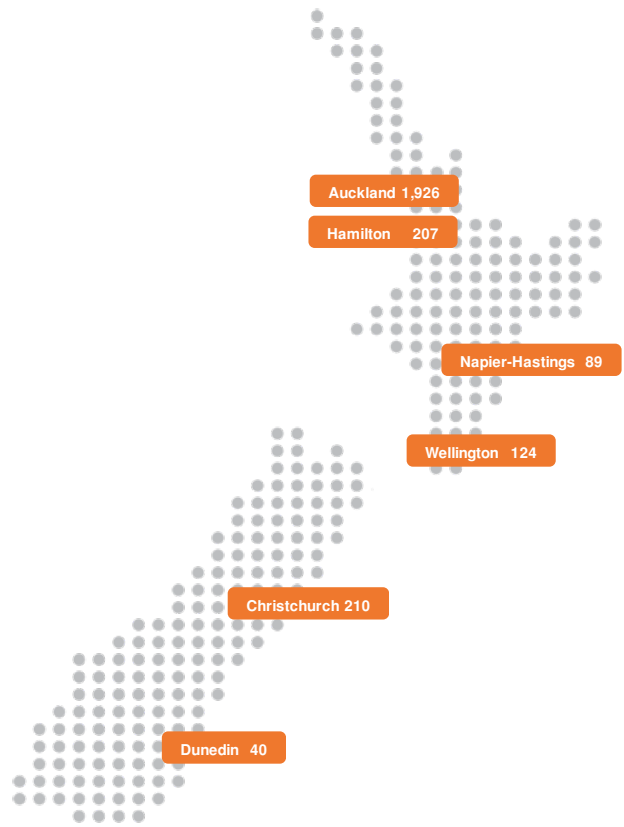 Auckland 1,926
Hamilton 207
Napier-Hastings 89
Wellington 124
Christchurch 210
Dunedin 40